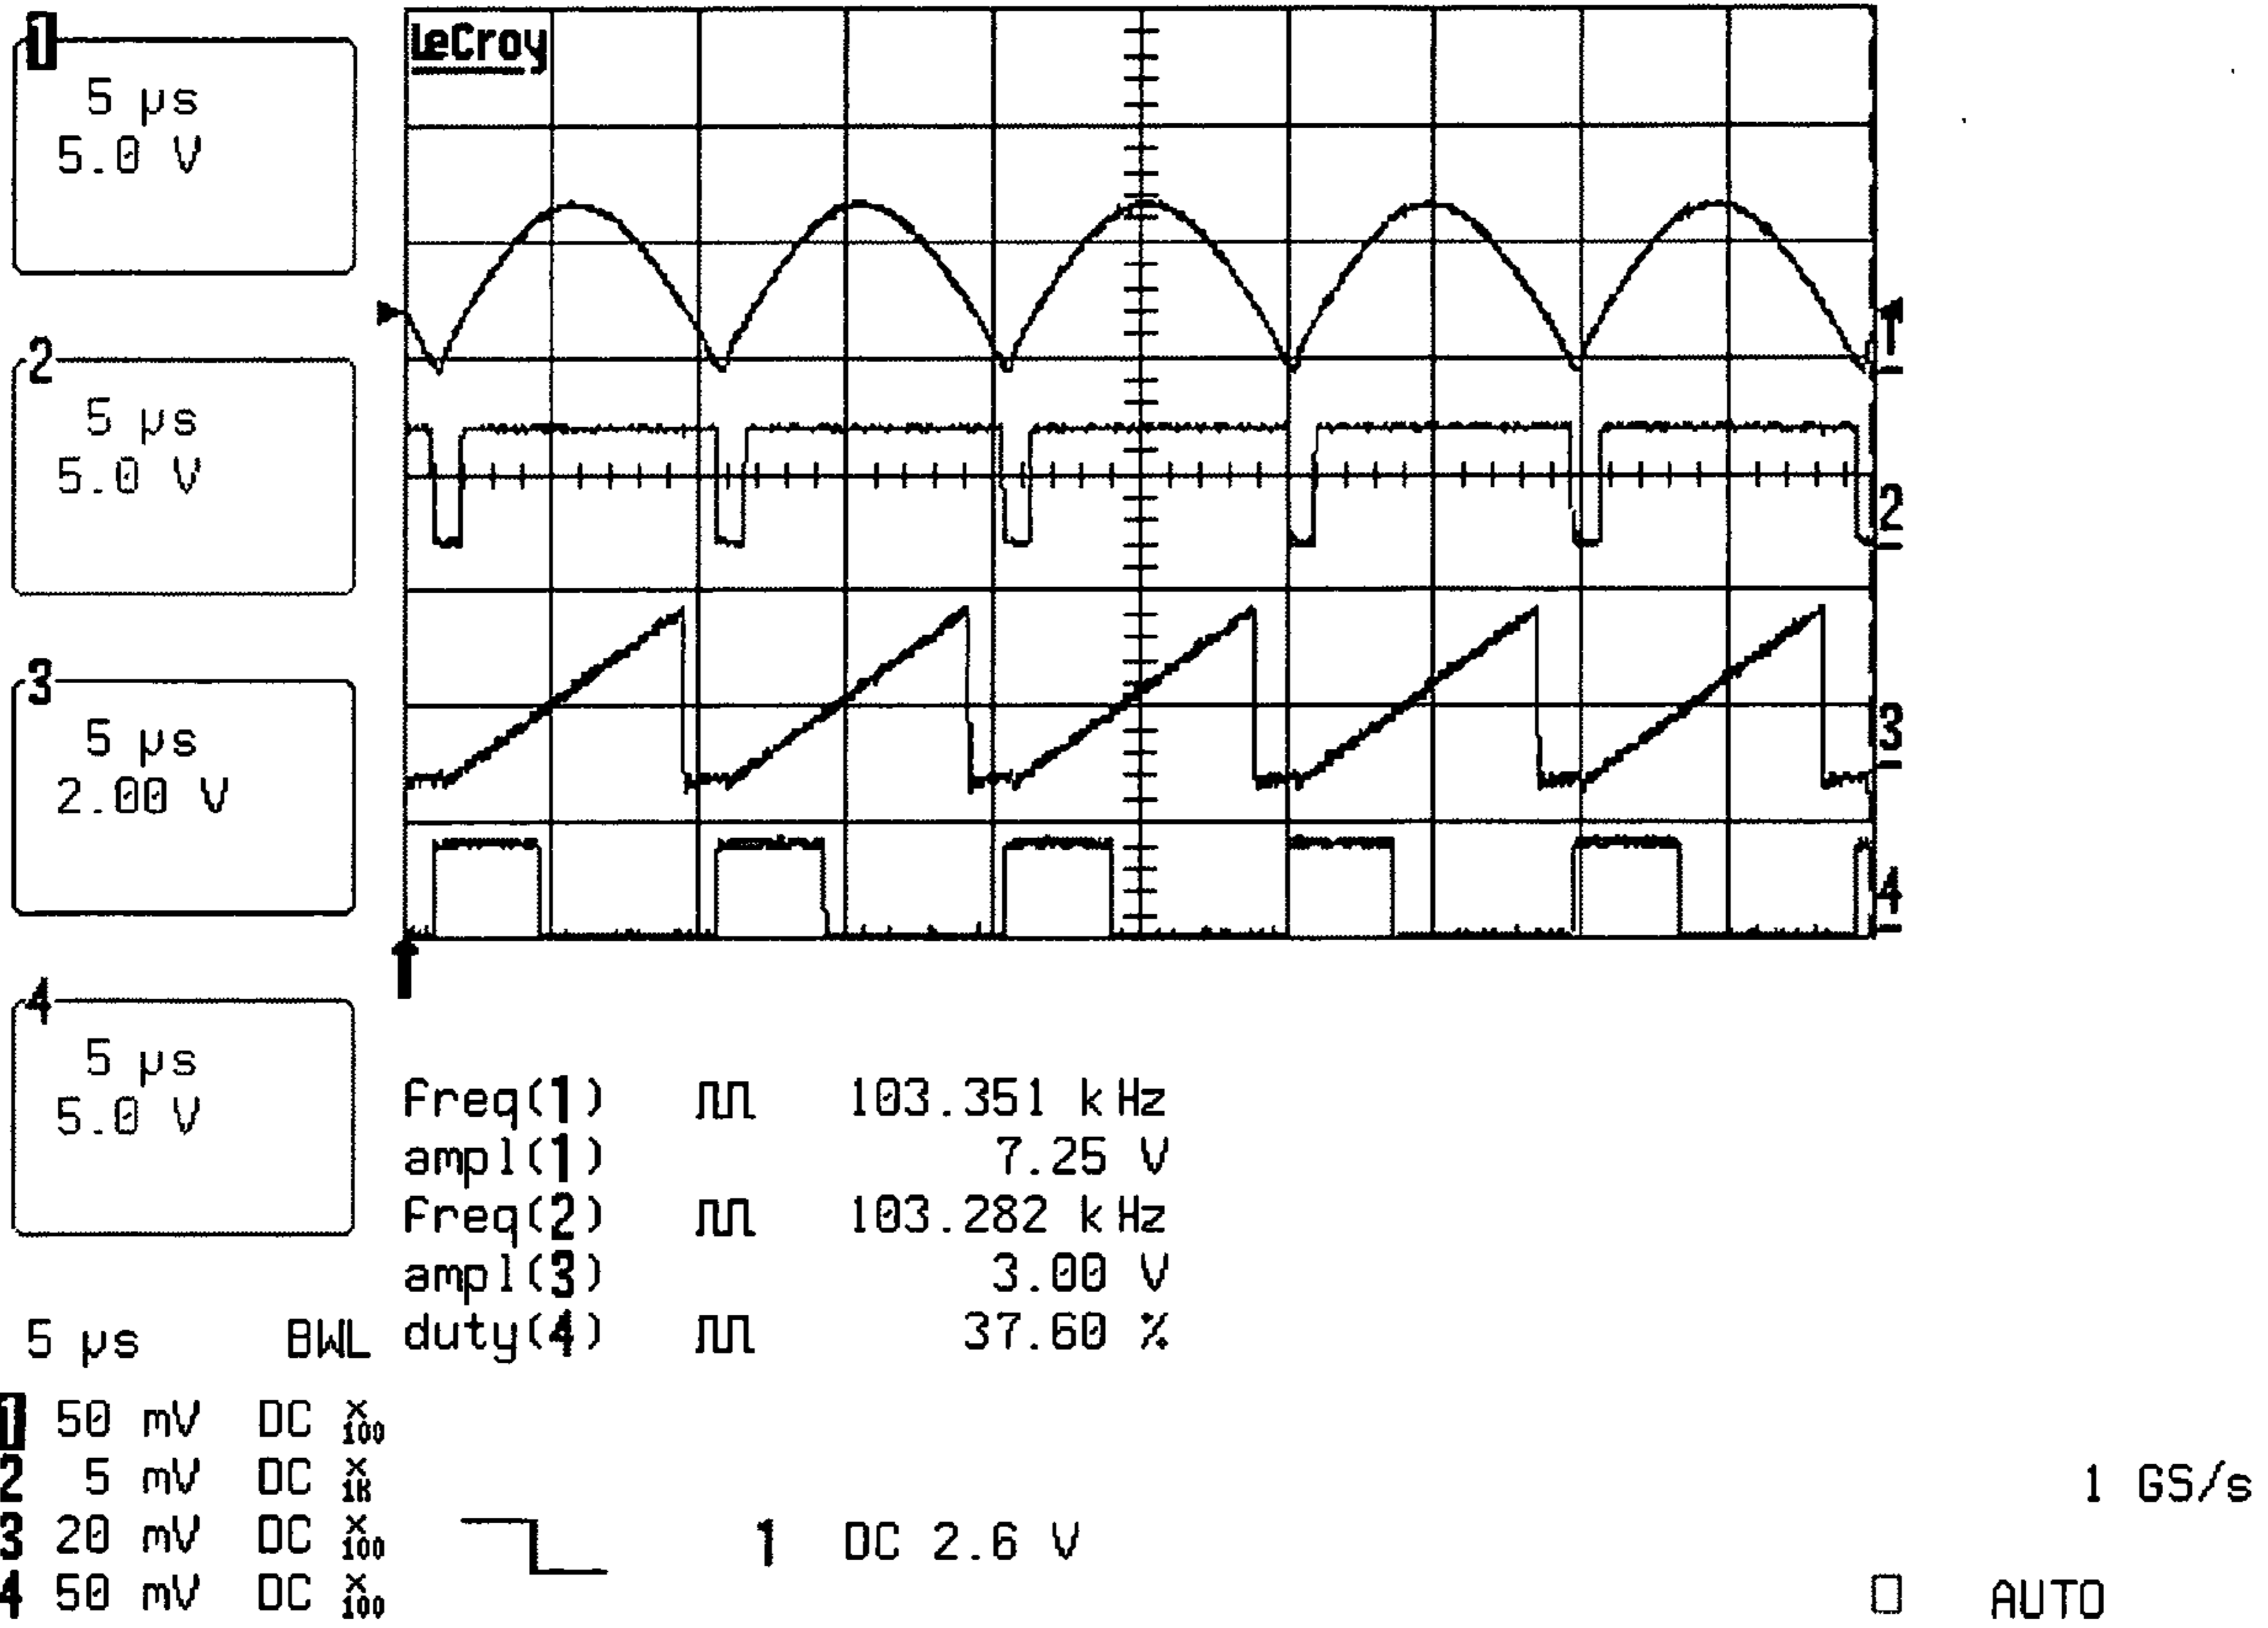 LeCroy
1
5 µs
5.0 V
2
5 µs
5.0 V
3
5 µs
2.00 V
4
5 µs
5.0 V
1
2
3
4
freq(1) 103.351 kHz
ampl(1) 7.25 V
freq(2) 103.282 kHz
ampl(3) 3.00 V
duty(4) 37.60 %
5 µs BWL
1 50 mV DC x100
2 5 mV DC x1K
3 20 mV DC x100
4 50 mV DC x100
1 DC 2.6 V
1 GS/s
AUTO